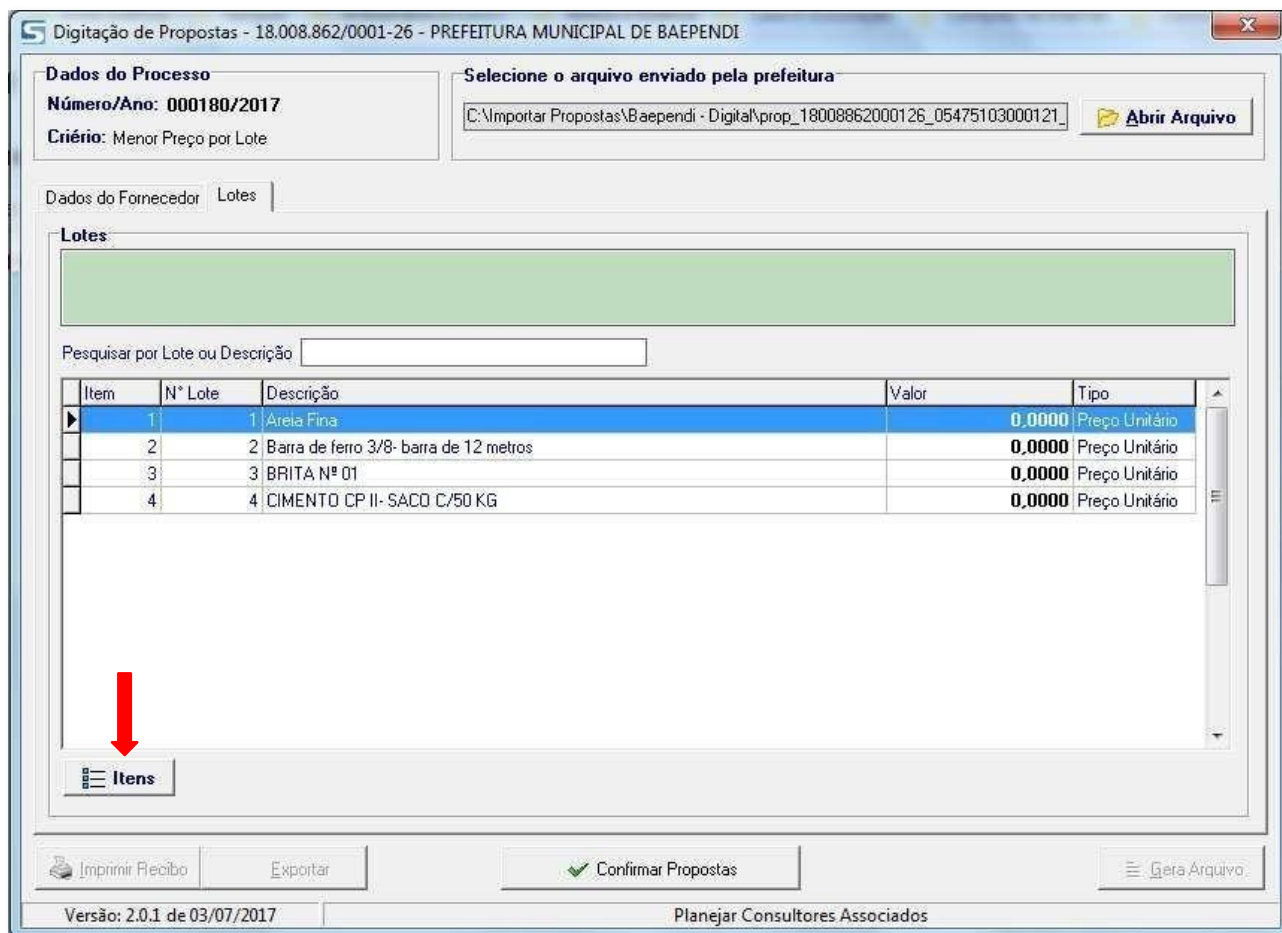 Digitação de Propostas - 18.008.862/0001-26 - PREFEITURA MUNICIPAL DE BAEPENDI
Dados do Processo
Número/Ano: 000180/2017
Criério: Menor Preço por Lote
Selecione o arquivo enviado pela prefeitura
C:\Importar Propostas\Baependi - Digital\prop_18008862000126_05475103000121_
Abrir Arquivo
Dados do Fornecedor Lotes
Lotes
Pesquisar por Lote ou Descrição
Item N° Lote Descrição Valor Tipo
1 1 Areia Fina 0,0000 Preço Unitário
2 2 Barra de ferro 3/8- barra de 12 metros 0,0000 Preço Unitário
3 3 BRITA Nº 01 0,0000 Preço Unitário
4 4 CIMENTO CP II- SACO C/50 KG 0,0000 Preço Unitário
Itens
Imprimir Recibo Exportar Confirmar Propostas Gera Arquivo
Versão: 2.0.1 de 03/07/2017 Planejar Consultores Associados